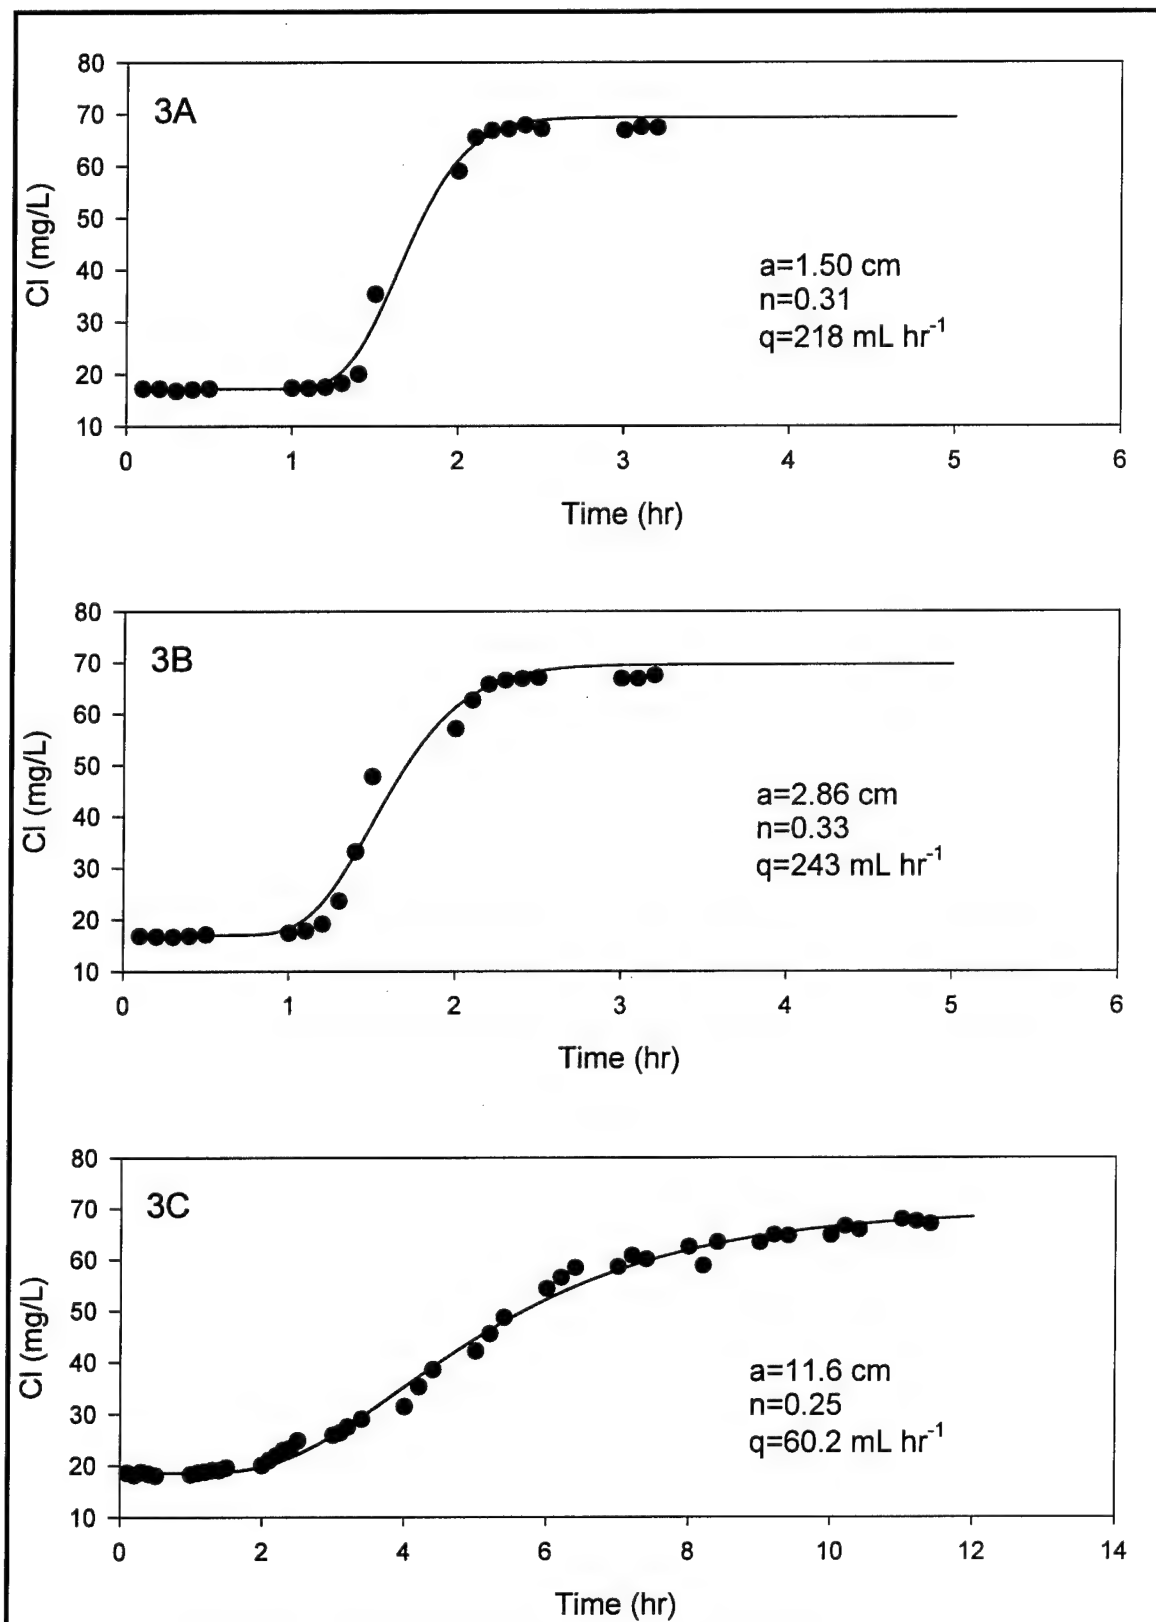 3A
Cl (mg/L)
80
70
60
50
40
30
20
10
a=1.50 cm
n=0.31
q=218 mL hr-1
0 1 2 3 4 5 6
Time (hr)
3B
Cl (mg/L)
80
70
60
50
40
30
20
10
a=2.86 cm
n=0.33
q=243 mL hr-1
0 1 2 3 4 5 6
Time (hr)
3C
Cl (mg/L)
80
70
60
50
40
30
20
10
a=11.6 cm
n=0.25
q=60.2 mL hr-1
0 2 4 6 8 10 12 14
Time (hr)